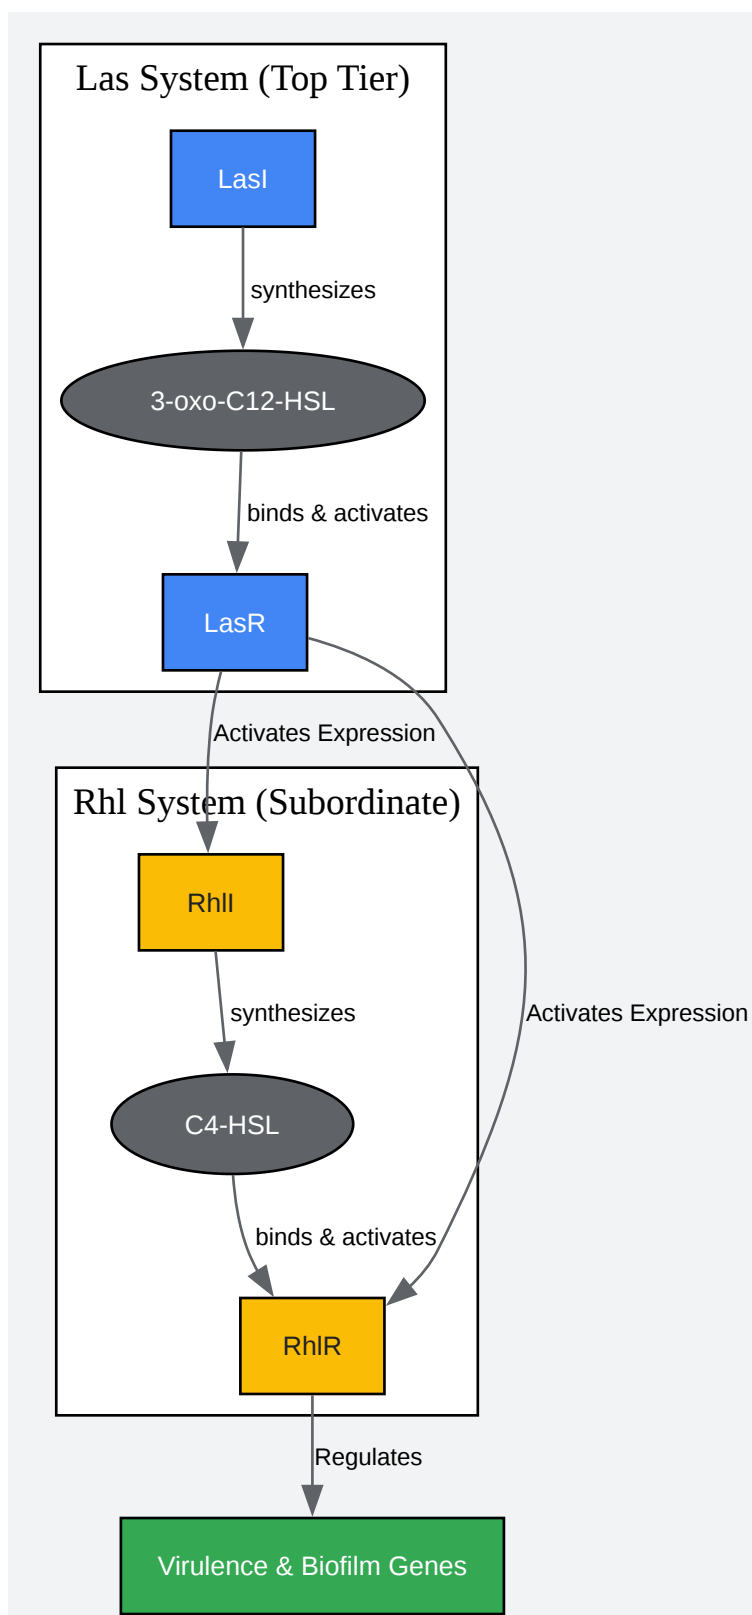 Las System (Top Tier)
LasI
synthesizes
3-oxo-C12-HSL
binds & activates
LasR
Activates Expression
Rhl System (Subordinate)
RhlI
synthesizes
Activates Expression
C4-HSL
binds & activates
RhlR
Regulates
Virulence & Biofilm Genes